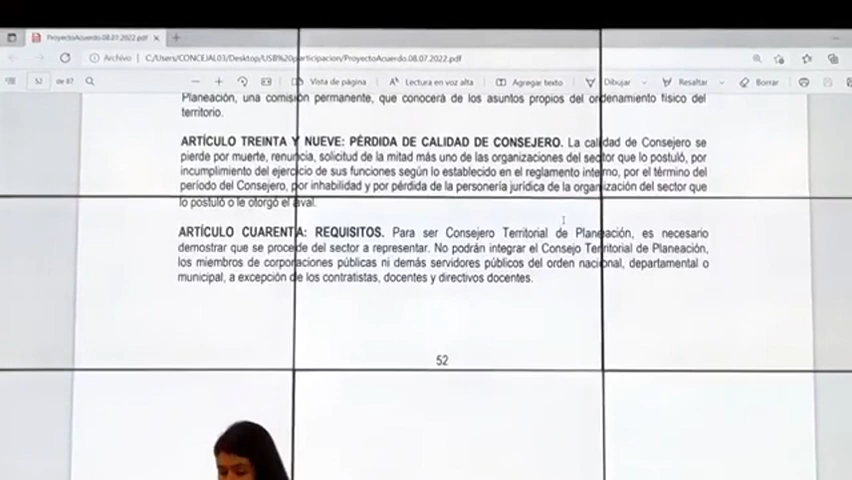 ProyectoAcuerdo.08.07.2022.pdf
Archivo | C:/Users/CONCEJAL03/Desktop/USB%20participacion/ProyectoAcuerdo.08.07.2022.pdf
52 de 87 Vista de página Lectura en voz alta Agregar texto Dibujar Resaltar Borrar
Planeación, una comisión permanente, que conocerá de los asuntos propios del ordenamiento físico del
territorio.
ARTÍCULO TREINTA Y NUEVE: PÉRDIDA DE CALIDAD DE CONSEJERO. La calidad de Consejero se
pierde por muerte, renuncia, solicitud de la mitad más uno de las organizaciones del sector que lo postuló, por
incumplimiento del ejercicio de sus funciones según lo establecido en el reglamento interno, por el término del
período del Consejero, por inhabilidad y por pérdida de la personería jurídica de la organización del sector que
lo postuló o le otorgó el aval.
ARTÍCULO CUARENTA: REQUISITOS. Para ser Consejero Territorial de Planeación, es necesario
demostrar que se procede del sector a representar. No podrán integrar el Consejo Territorial de Planeación,
los miembros de corporaciones públicas ni demás servidores públicos del orden nacional, departamental o
municipal, a excepción de los contratistas, docentes y directivos docentes.
52